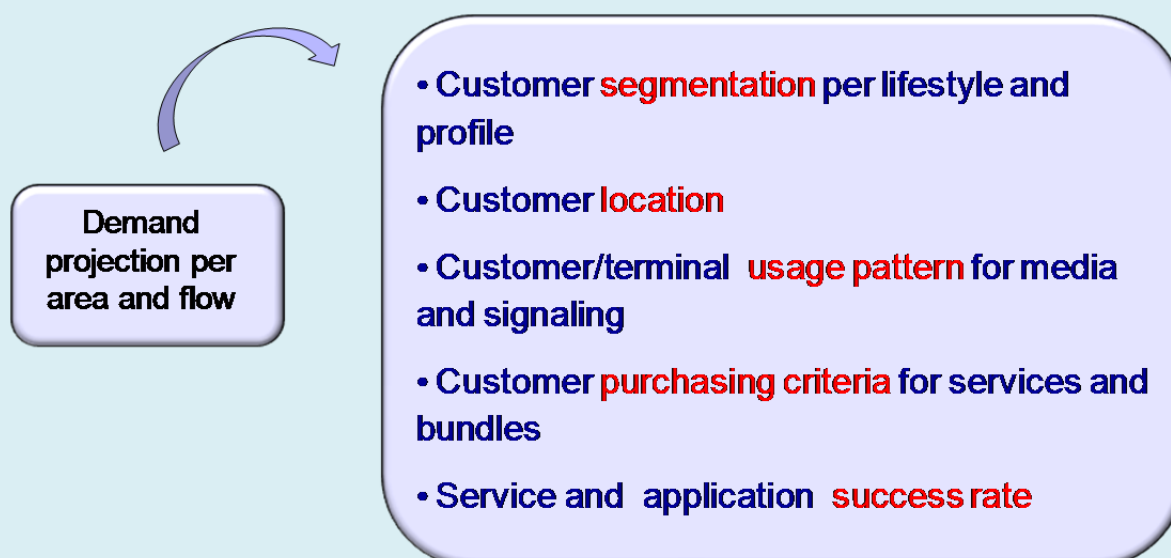 Demand
projection per
area and flow
• Customer segmentation per lifestyle and
profile
• Customer location
• Customer/terminal usage pattern for media
and signaling
• Customer purchasing criteria for services and
bundles
• Service and application success rate